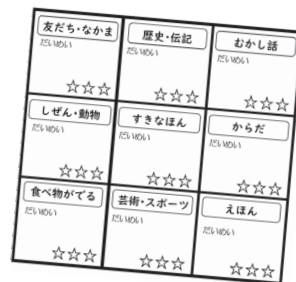 友だち・なかま
だいめい
☆☆☆
歴史・伝記
だいめい
☆☆☆
むかし話
だいめい
☆☆☆
しぜん・動物
だいめい
☆☆☆
すきなほん
だいめい
☆☆☆
からだ
だいめい
☆☆☆
食べ物がでる
だいめい
☆☆☆
芸術・スポーツ
だいめい
☆☆☆
えほん
だいめい
☆☆☆